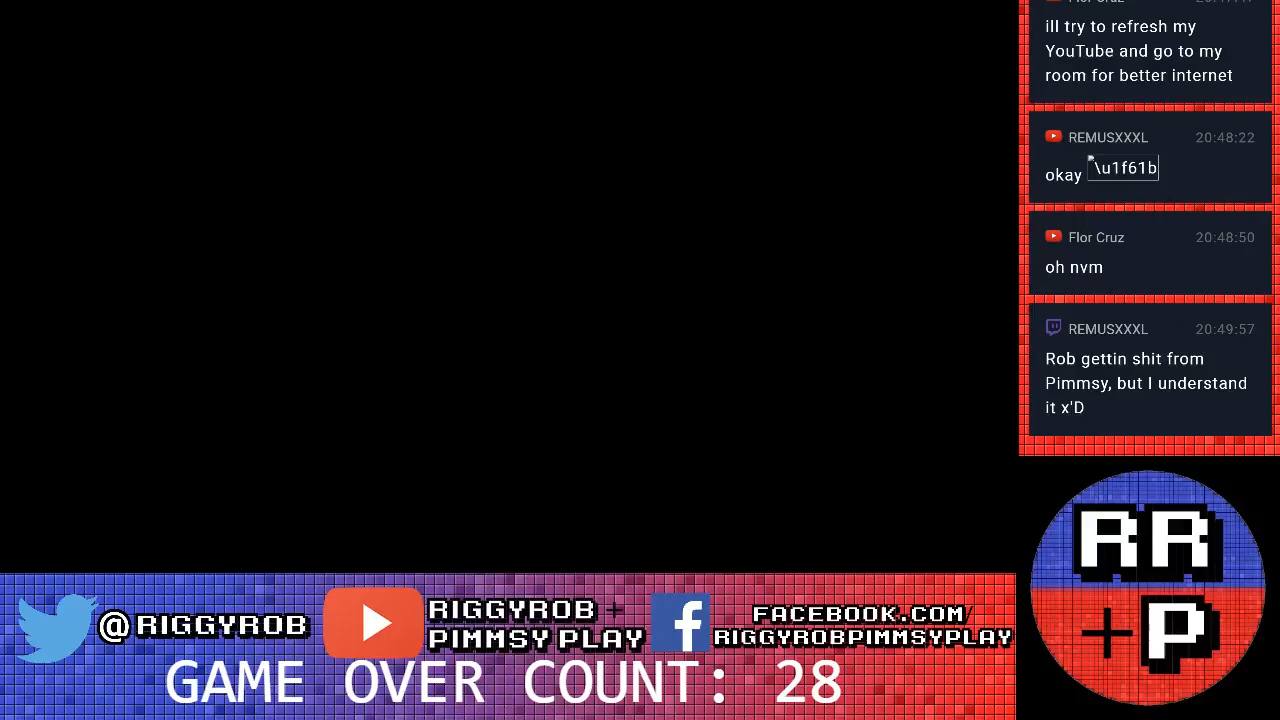 ill try to refresh my
YouTube and go to my
room for better internet
REMUSXXXL 20:48:22
okay \u1f61b
Flor Cruz 20:48:50
oh nvm
REMUSXXXL 20:49:57
Rob gettin shit from
Pimmsy, but I understand
it x'D
RR
+P
@RIGGYROB
RIGGYROB +
PIMMSY PLAY
FACEBOOK.COM/
RIGGYROBPIMMSYPLAY
GAME OVER COUNT: 28